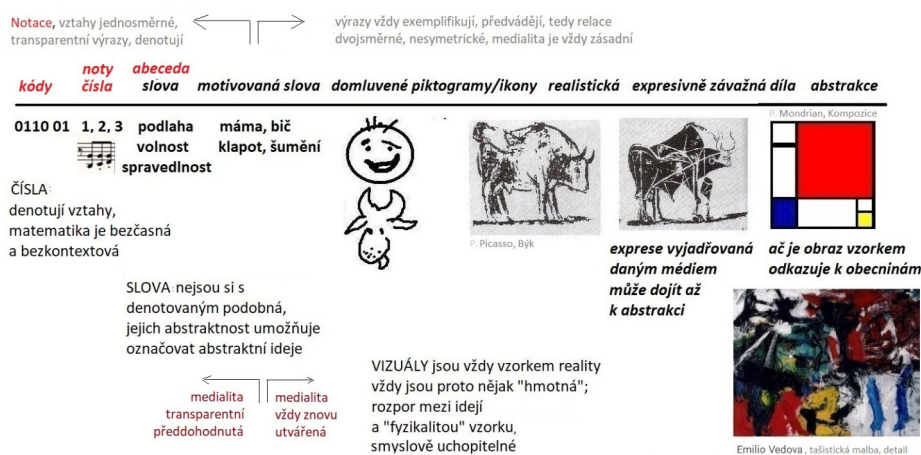 Notace, vztahy jednosměrné,
transparentní výrazy, denotují
výrazy vždy exemplifikují, předvádějí, tedy relace
dvojsměrné, nesymetrické, medialita je vždy zásadní
kódy
noty
čísla
abeceda
slova
motivovaná slova
domluvené piktogramy/ikony
realistická
expresivně závažná díla
abstrakce
0110 01
1, 2, 3
podlaha
volnost
spravedlnost
máma, bič
klapot, šumění
P. Mondrian, Kompozice
ČÍSLA:
denotují vztahy,
matematika je bezčasná
a bezkontextová
P. Picasso, Býk
exprese vyjadřovaná
daným médiem
může dojít až
k abstrakci
ač je obraz vzorkem
odkazuje k obecninám
SLOVA: nejsou si s
denotovaným podobná,
jejich abstraktnost umožňuje
označovat abstraktní ideje
medialita
transparentní
předdohodnutá
medialita
vždy znovu
utvářená
VIZUÁLY jsou vždy vzorkem reality
vždy jsou proto nějak "hmotná";
rozpor mezi idejí
a "fyzikalitou" vzorku,
smyslově uchopitelné
Emilio Vedova, tašistická malba, detail